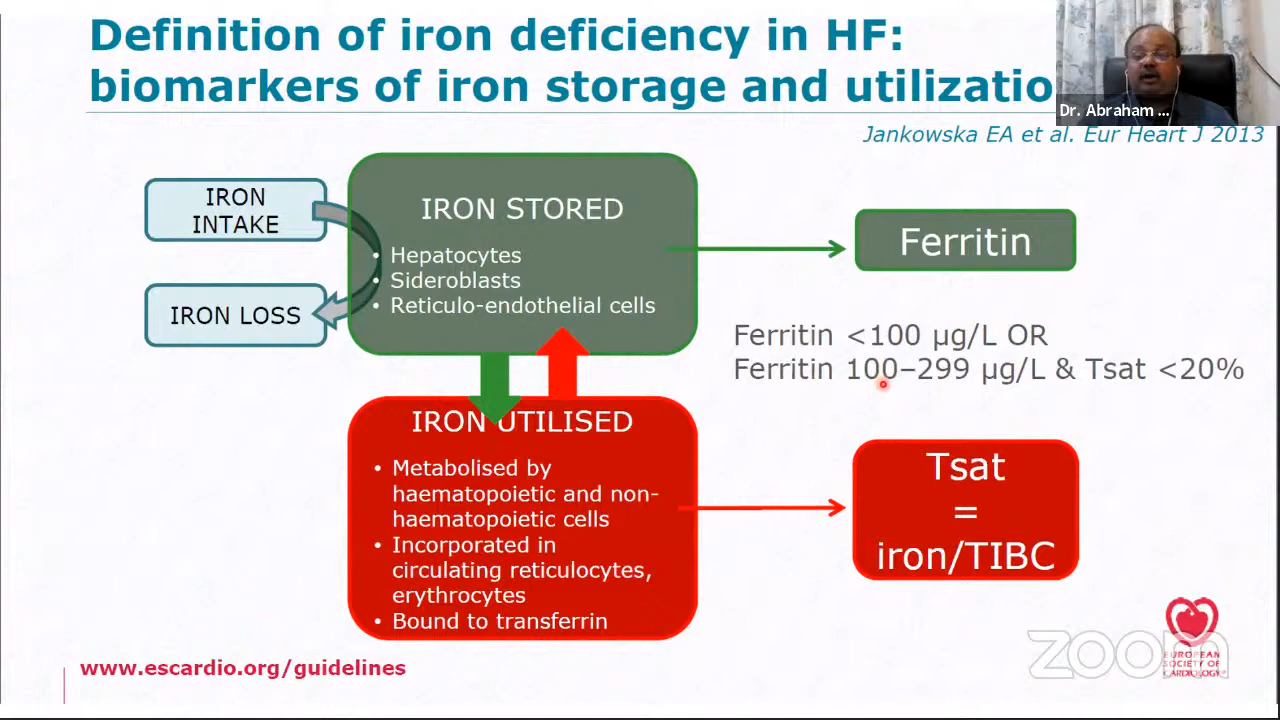 Definition of iron deficiency in HF:
biomarkers of iron storage and utilizatio
Dr. Abraham ...
Jankowska EA et al. Eur Heart J 2013
IRON
INTAKE
IRON LOSS
IRON STORED
• Hepatocytes
• Sideroblasts
• Reticulo-endothelial cells
Ferritin
Ferritin <100 µg/L OR
Ferritin 100–299 µg/L & Tsat <20%
IRON UTILISED
• Metabolised by
haematopoietic and non-
haematopoietic cells
• Incorporated in
circulating reticulocytes,
erythrocytes
• Bound to transferrin
Tsat
=
iron/TIBC
www.escardio.org/guidelines
zoom
EUROPEAN
SOCIETY OF
CARDIOLOGY®